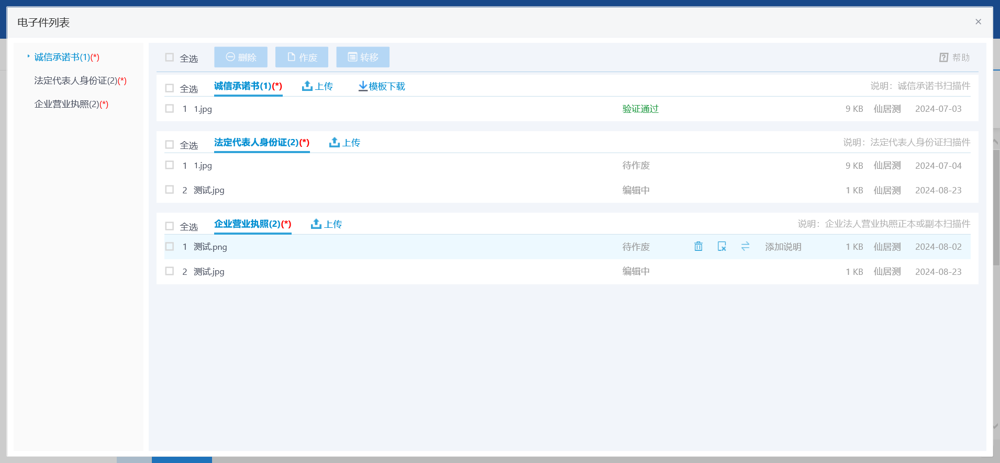 电子件列表
诚信承诺书(1)(*)
法定代表人身份证(2)(*)
企业营业执照(2)(*)
全选 删除 作废 转移 帮助
全选 诚信承诺书(1)(*) 上传 模板下载 说明：诚信承诺书扫描件
1 1.jpg 验证通过 9 KB 仙居测 2024-07-03
全选 法定代表人身份证(2)(*) 上传 说明：法定代表人身份证扫描件
1 1.jpg 待作废 9 KB 仙居测 2024-07-04
2 测试.jpg 编辑中 1 KB 仙居测 2024-08-23
全选 企业营业执照(2)(*) 上传 说明：企业法人营业执照正本或副本扫描件
1 测试.png 待作废 添加说明 1 KB 仙居测 2024-08-02
2 测试.jpg 编辑中 1 KB 仙居测 2024-08-23